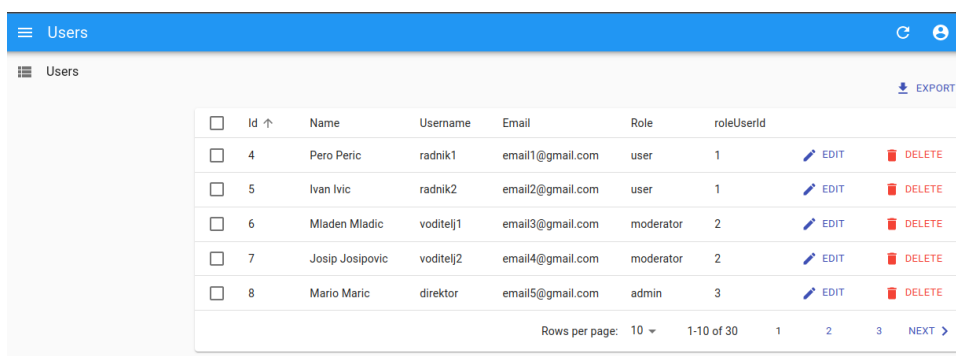 Users
Users
EXPORT
Id Name Username Email Role roleUserId
4 Pero Peric radnik1 email1@gmail.com user 1 EDIT DELETE
5 Ivan Ivic radnik2 email2@gmail.com user 1 EDIT DELETE
6 Mladen Mladic voditelj1 email3@gmail.com moderator 2 EDIT DELETE
7 Josip Josipovic voditelj2 email4@gmail.com moderator 2 EDIT DELETE
8 Mario Maric direktor email5@gmail.com admin 3 EDIT DELETE
Rows per page: 10 1-10 of 30 1 2 3 NEXT